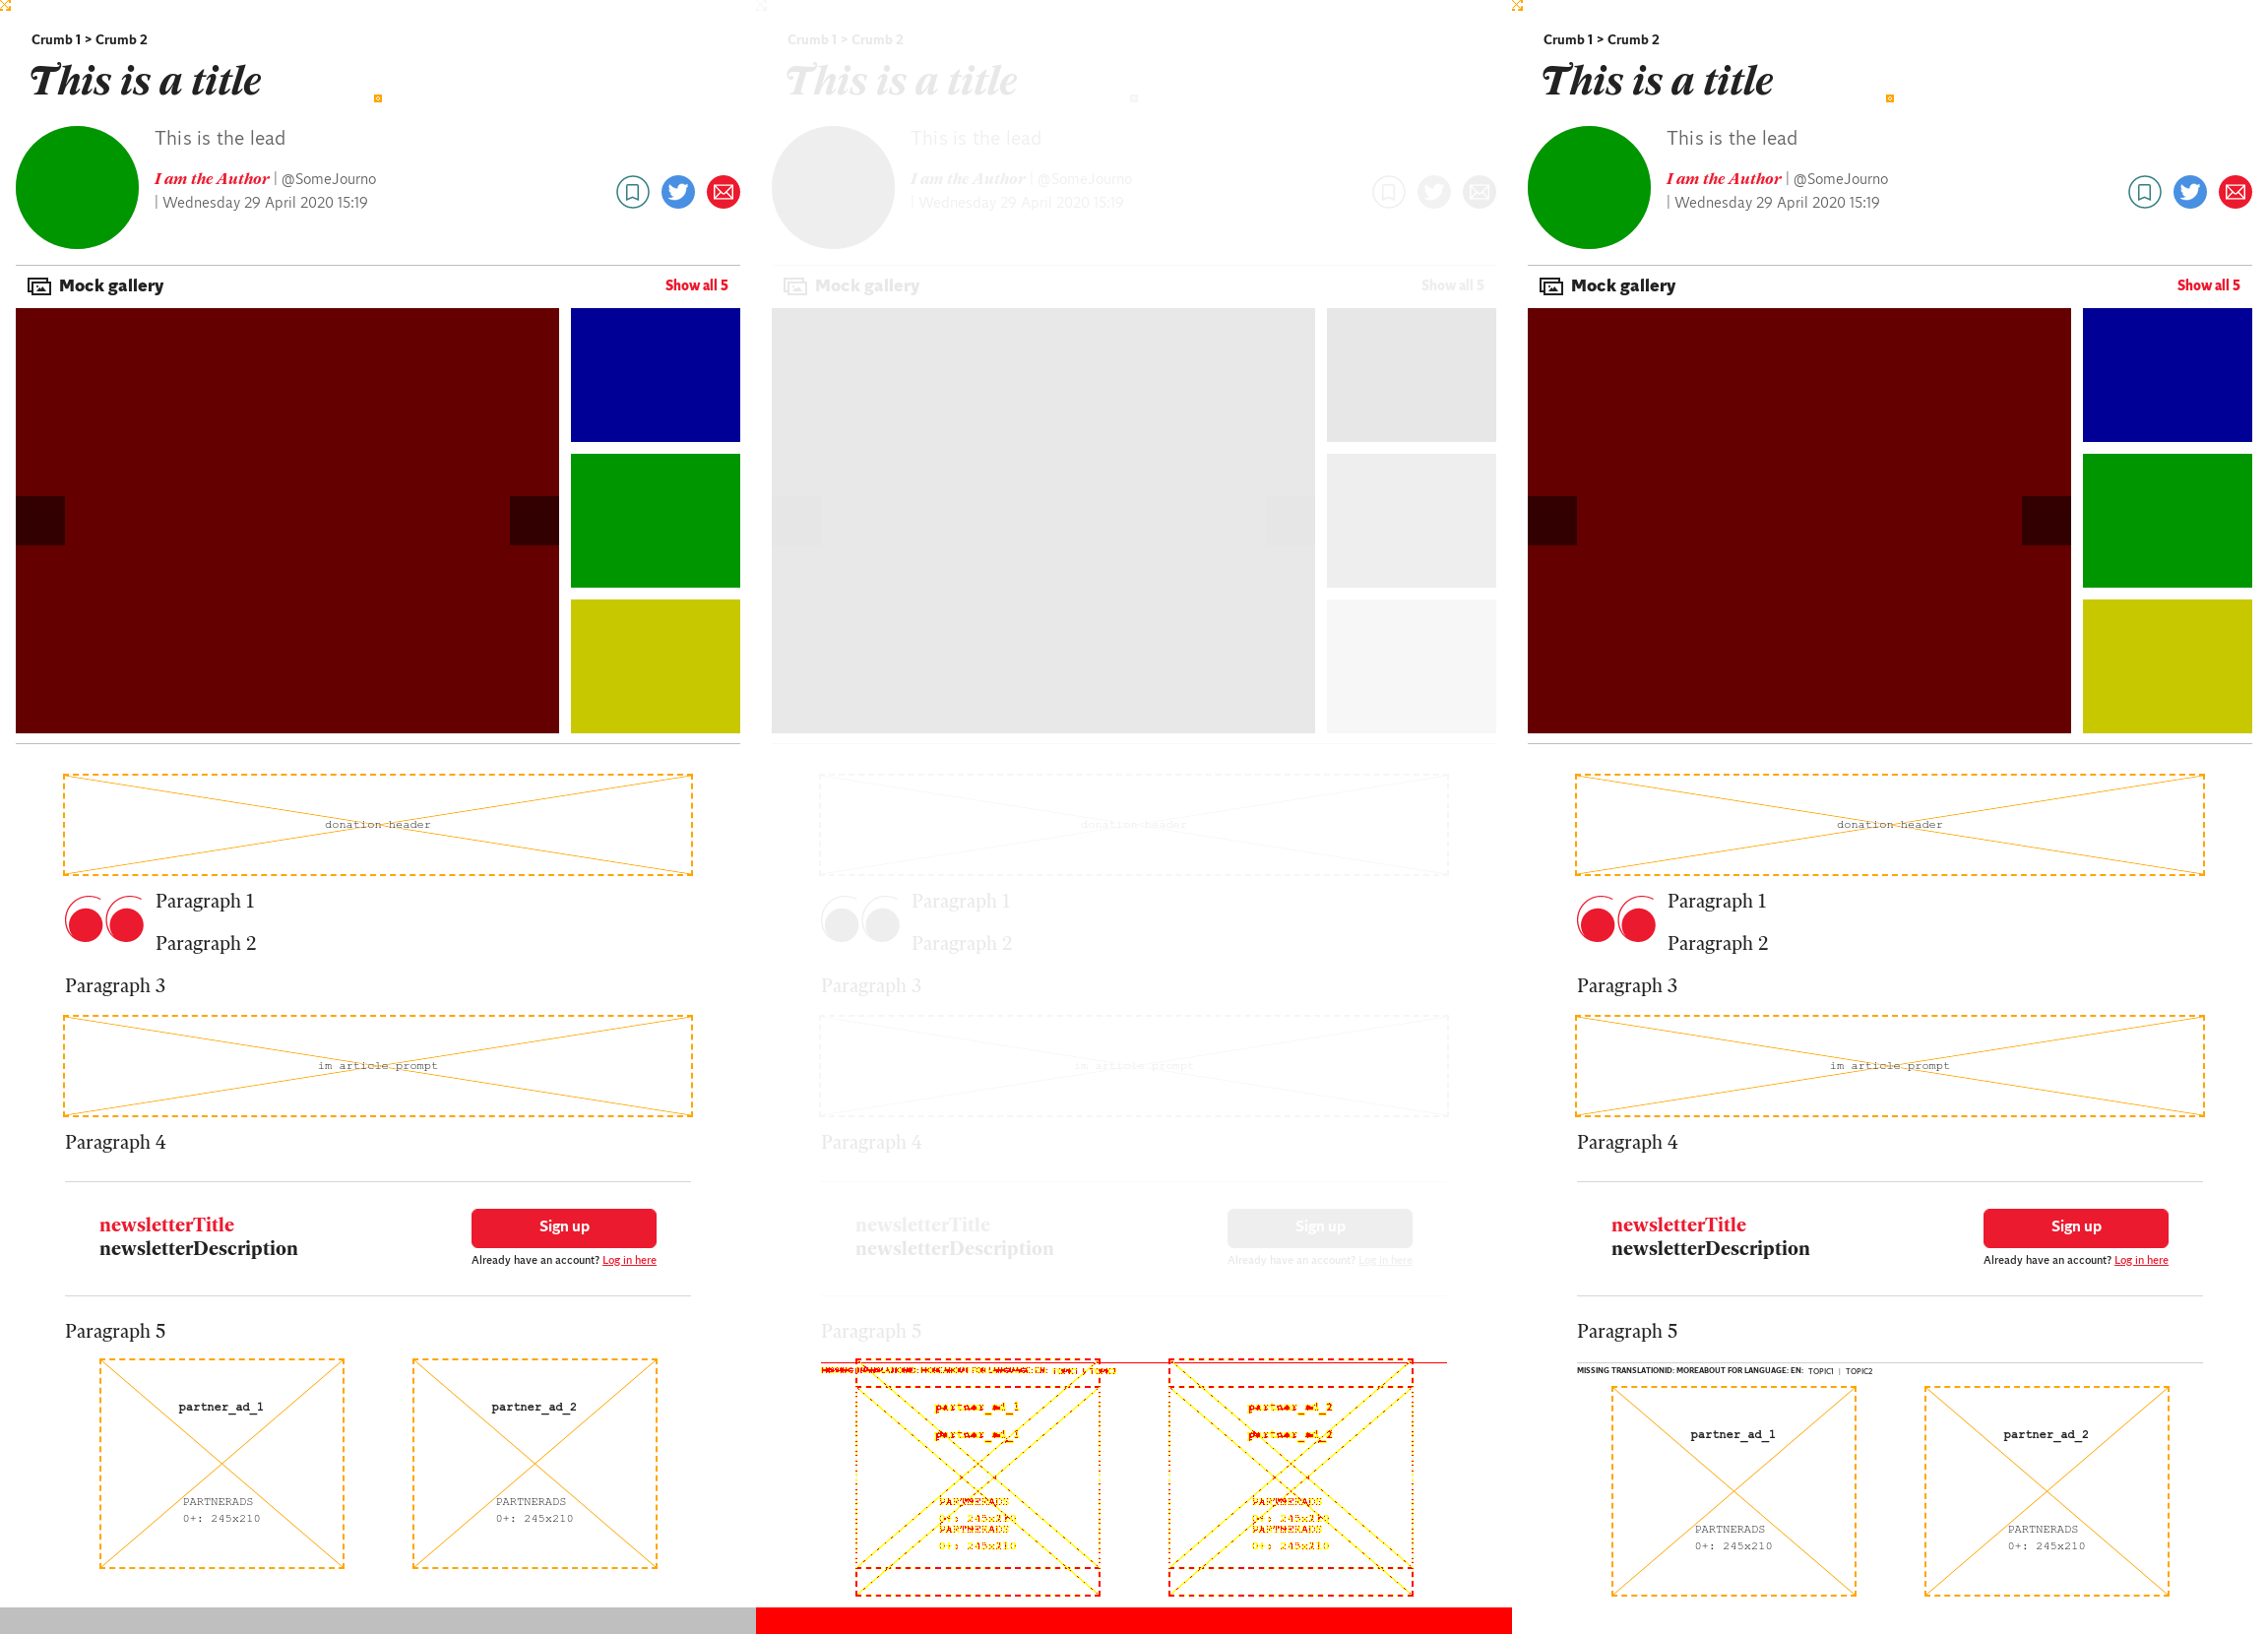 Crumb 1 > Crumb 2
This is a title
This is the lead
I am the Author | @SomeJourno
| Wednesday 29 April 2020 15:19
Mock gallery
Show all 5
donation header
Paragraph 1
Paragraph 2
Paragraph 3
im article prompt
Paragraph 4
newsletterTitle
newsletterDescription
Sign up
Already have an account? Log in here
Paragraph 5
partner_ad_1
PARTNERADS
0+: 245x210
partner_ad_2
PARTNERADS
0+: 245x210
Crumb 1 > Crumb 2
This is a title
This is the lead
I am the Author | @SomeJourno
| Wednesday 29 April 2020 15:19
Mock gallery
Show all 5
donation header
Paragraph 1
Paragraph 2
Paragraph 3
im article prompt
Paragraph 4
newsletterTitle
newsletterDescription
Sign up
Already have an account? Log in here
Paragraph 5
MISSING TRANSLATIONID: MOREABOUT FOR LANGUAGE: EN: TOPIC1 | TOPIC2
partner_ad_1
partner_ad_1
PARTNERADS
0+: 245x210
PARTNERADS
0+: 245x210
partner_ad_2
partner_ad_2
PARTNERADS
0+: 245x210
PARTNERADS
0+: 245x210
Crumb 1 > Crumb 2
This is a title
This is the lead
I am the Author | @SomeJourno
| Wednesday 29 April 2020 15:19
Mock gallery
Show all 5
donation header
Paragraph 1
Paragraph 2
Paragraph 3
im article prompt
Paragraph 4
newsletterTitle
newsletterDescription
Sign up
Already have an account? Log in here
Paragraph 5
MISSING TRANSLATIONID: MOREABOUT FOR LANGUAGE: EN: TOPIC1 | TOPIC2
partner_ad_1
PARTNERADS
0+: 245x210
partner_ad_2
PARTNERADS
0+: 245x210